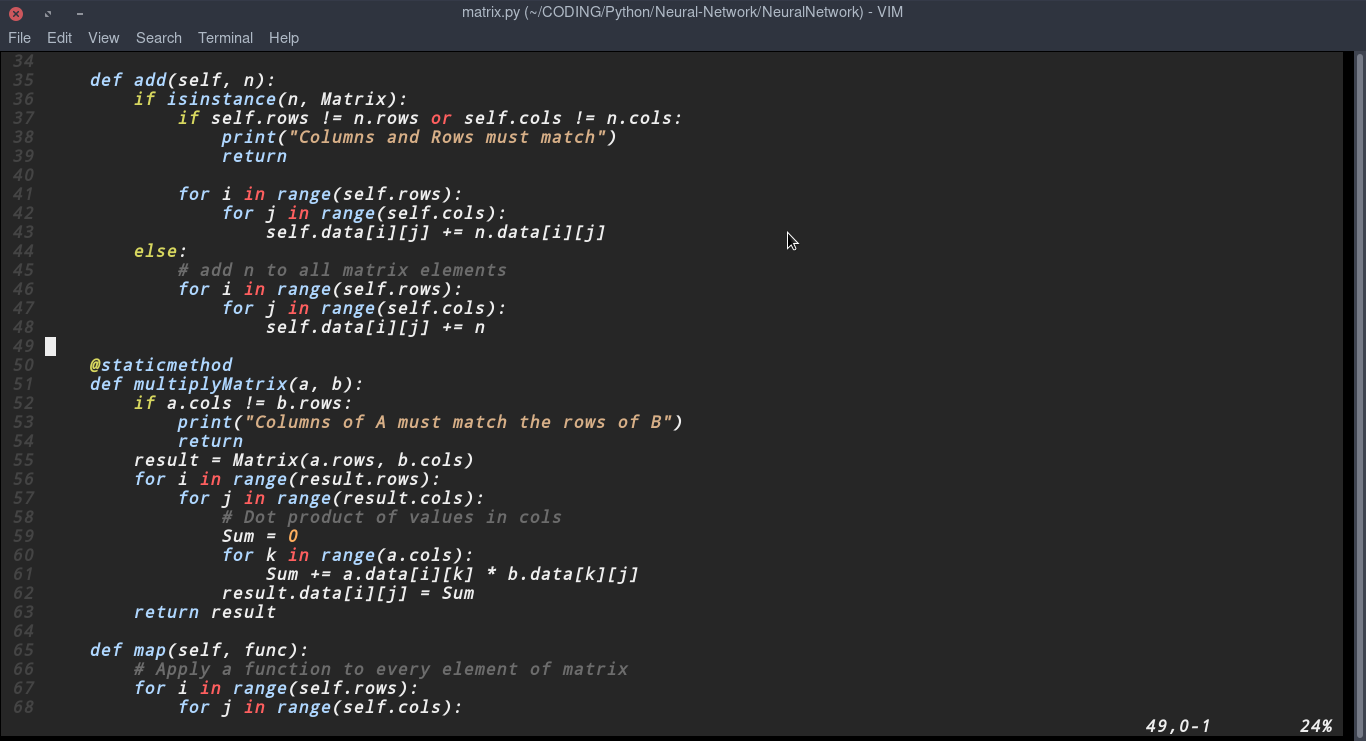 matrix.py (~/CODING/Python/Neural-Network/NeuralNetwork) - VIM
File Edit View Search Terminal Help
34
35     def add(self, n):
36         if isinstance(n, Matrix):
37             if self.rows != n.rows or self.cols != n.cols:
38                 print("Columns and Rows must match")
39                 return
40
41             for i in range(self.rows):
42                 for j in range(self.cols):
43                     self.data[i][j] += n.data[i][j]
44         else:
45             # add n to all matrix elements
46             for i in range(self.rows):
47                 for j in range(self.cols):
48                     self.data[i][j] += n
49
50     @staticmethod
51     def multiplyMatrix(a, b):
52         if a.cols != b.rows:
53             print("Columns of A must match the rows of B")
54             return
55         result = Matrix(a.rows, b.cols)
56         for i in range(result.rows):
57             for j in range(result.cols):
58                 # Dot product of values in cols
59                 Sum = 0
60                 for k in range(a.cols):
61                     Sum += a.data[i][k] * b.data[k][j]
62                 result.data[i][j] = Sum
63         return result
64
65     def map(self, func):
66         # Apply a function to every element of matrix
67         for i in range(self.rows):
68             for j in range(self.cols):
49,0-1 24%